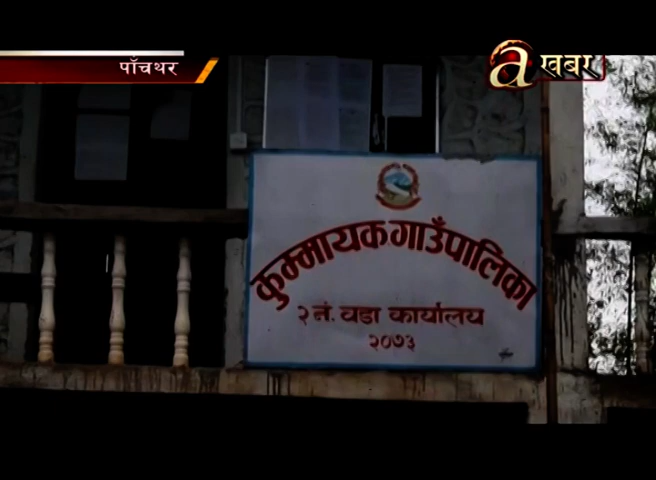 पाँचथर
a खबर
कुम्मायक गाउँपालिका
२ नं. वडा कार्यालय
२०७३